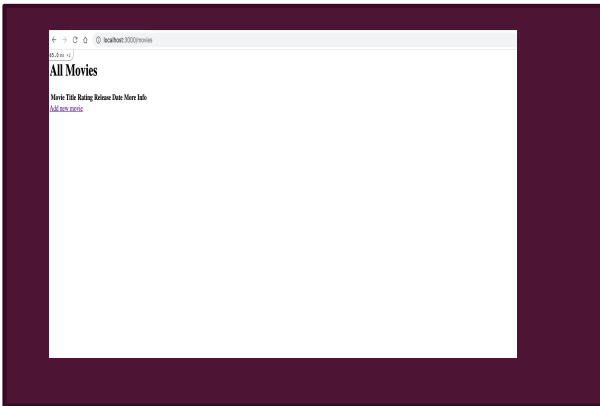 localhost:3000/movies
All Movies
Movie Title Rating Release Date More Info
Add new movie